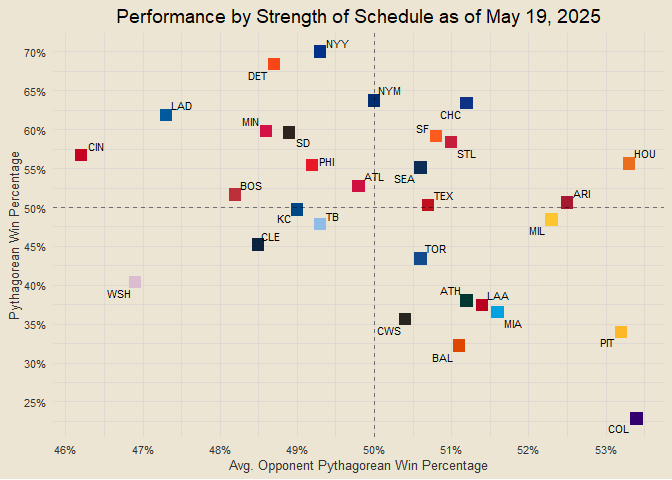 Performance by Strength of Schedule as of May 19, 2025
Pythagorean Win Percentage
70%
65%
60%
55%
50%
45%
40%
35%
30%
25%
NYY
DET
NYM
CHC
LAD
MIN
SD
SF
STL
CIN
PHI
HOU
SEA
ATL
BOS
ARI
TEX
KC
TB
MIL
CLE
TOR
WSH
ATH
LAA
MIA
CWS
PIT
BAL
COL
46%
47%
48%
49%
50%
51%
52%
53%
Avg. Opponent Pythagorean Win Percentage